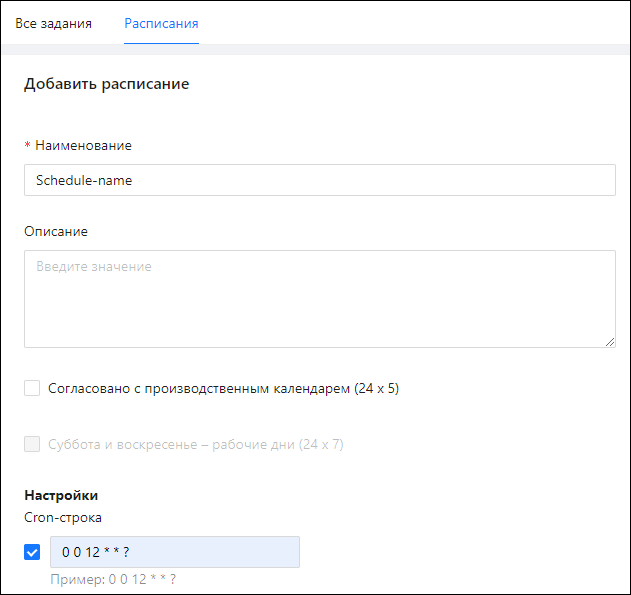 Все задания Расписания
Добавить расписание
* Наименование
Schedule-name
Описание
Введите значение
Согласовано с производственным календарем (24 x 5)
Суббота и воскресенье – рабочие дни (24 x 7)
Настройки
Cron-строка
0 0 12 * * ?
Пример: 0 0 12 * * ?